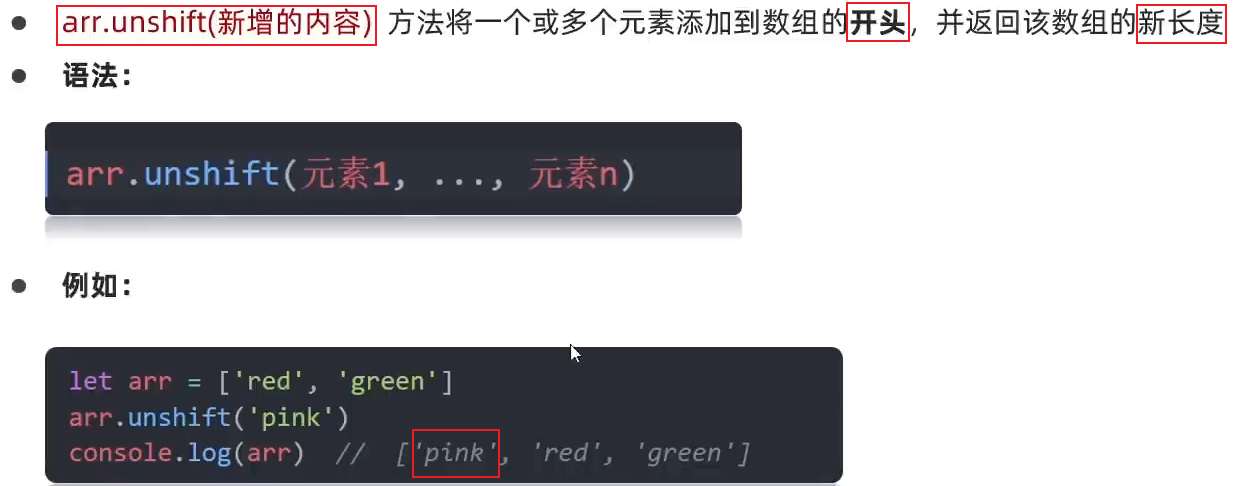 arr.unshift(新增的内容) 方法将一个或多个元素添加到数组的开头，并返回该数组的新长度
语法：
arr.unshift(元素1, ..., 元素n)
例如：
let arr = ['red', 'green']
arr.unshift('pink')
console.log(arr) // ['pink', 'red', 'green']